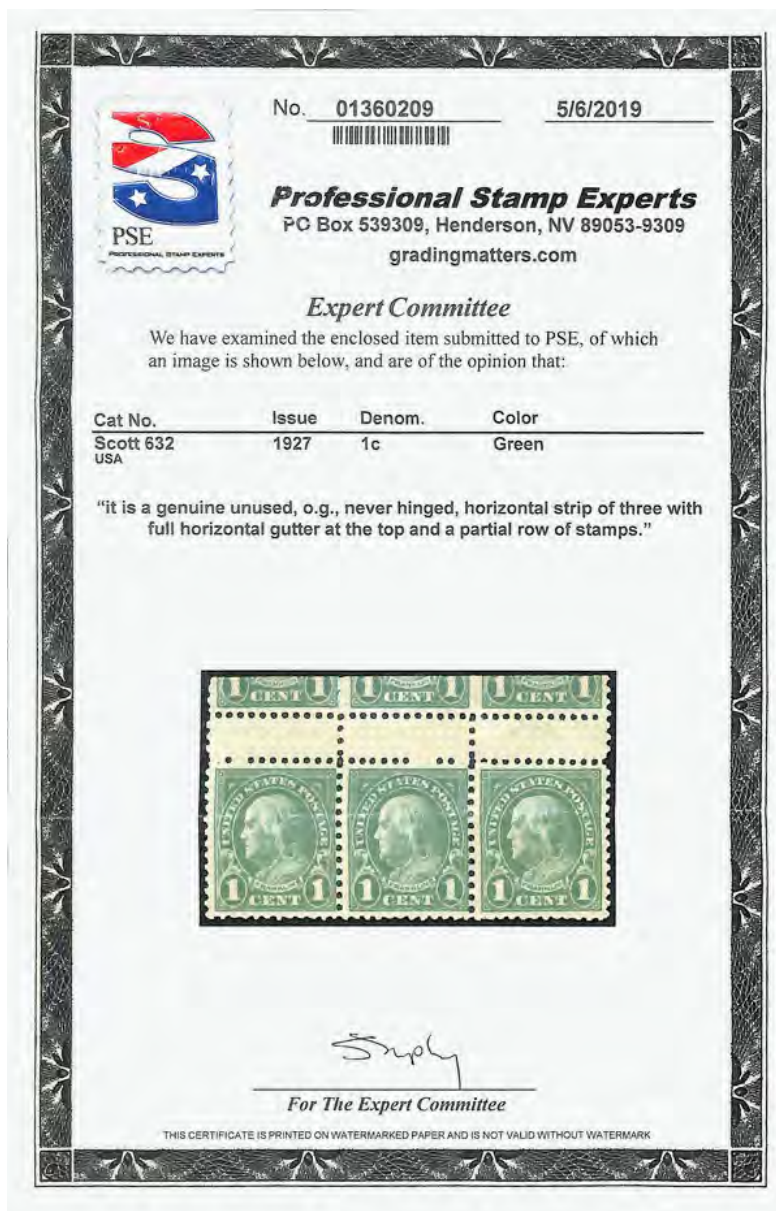 No. 01360209 5/6/2019
PSE
PROFESSIONAL STAMP EXPERTS
Professional Stamp Experts
PO Box 539309, Henderson, NV 89053-9309
gradingmatters.com
Expert Committee
We have examined the enclosed item submitted to PSE, of which
an image is shown below, and are of the opinion that:
Cat No. Issue Denom. Color
Scott 632 1927 1c Green
USA
“it is a genuine unused, o.g., never hinged, horizontal strip of three with
full horizontal gutter at the top and a partial row of stamps.”
1 CENT 1 1 CENT 1 1 CENT 1
UNITED STATES POSTAGE UNITED STATES POSTAGE UNITED STATES POSTAGE
FRANKLIN FRANKLIN FRANKLIN
1 CENT 1 1 CENT 1 1 CENT 1
For The Expert Committee
THIS CERTIFICATE IS PRINTED ON WATERMARKED PAPER AND IS NOT VALID WITHOUT WATERMARK